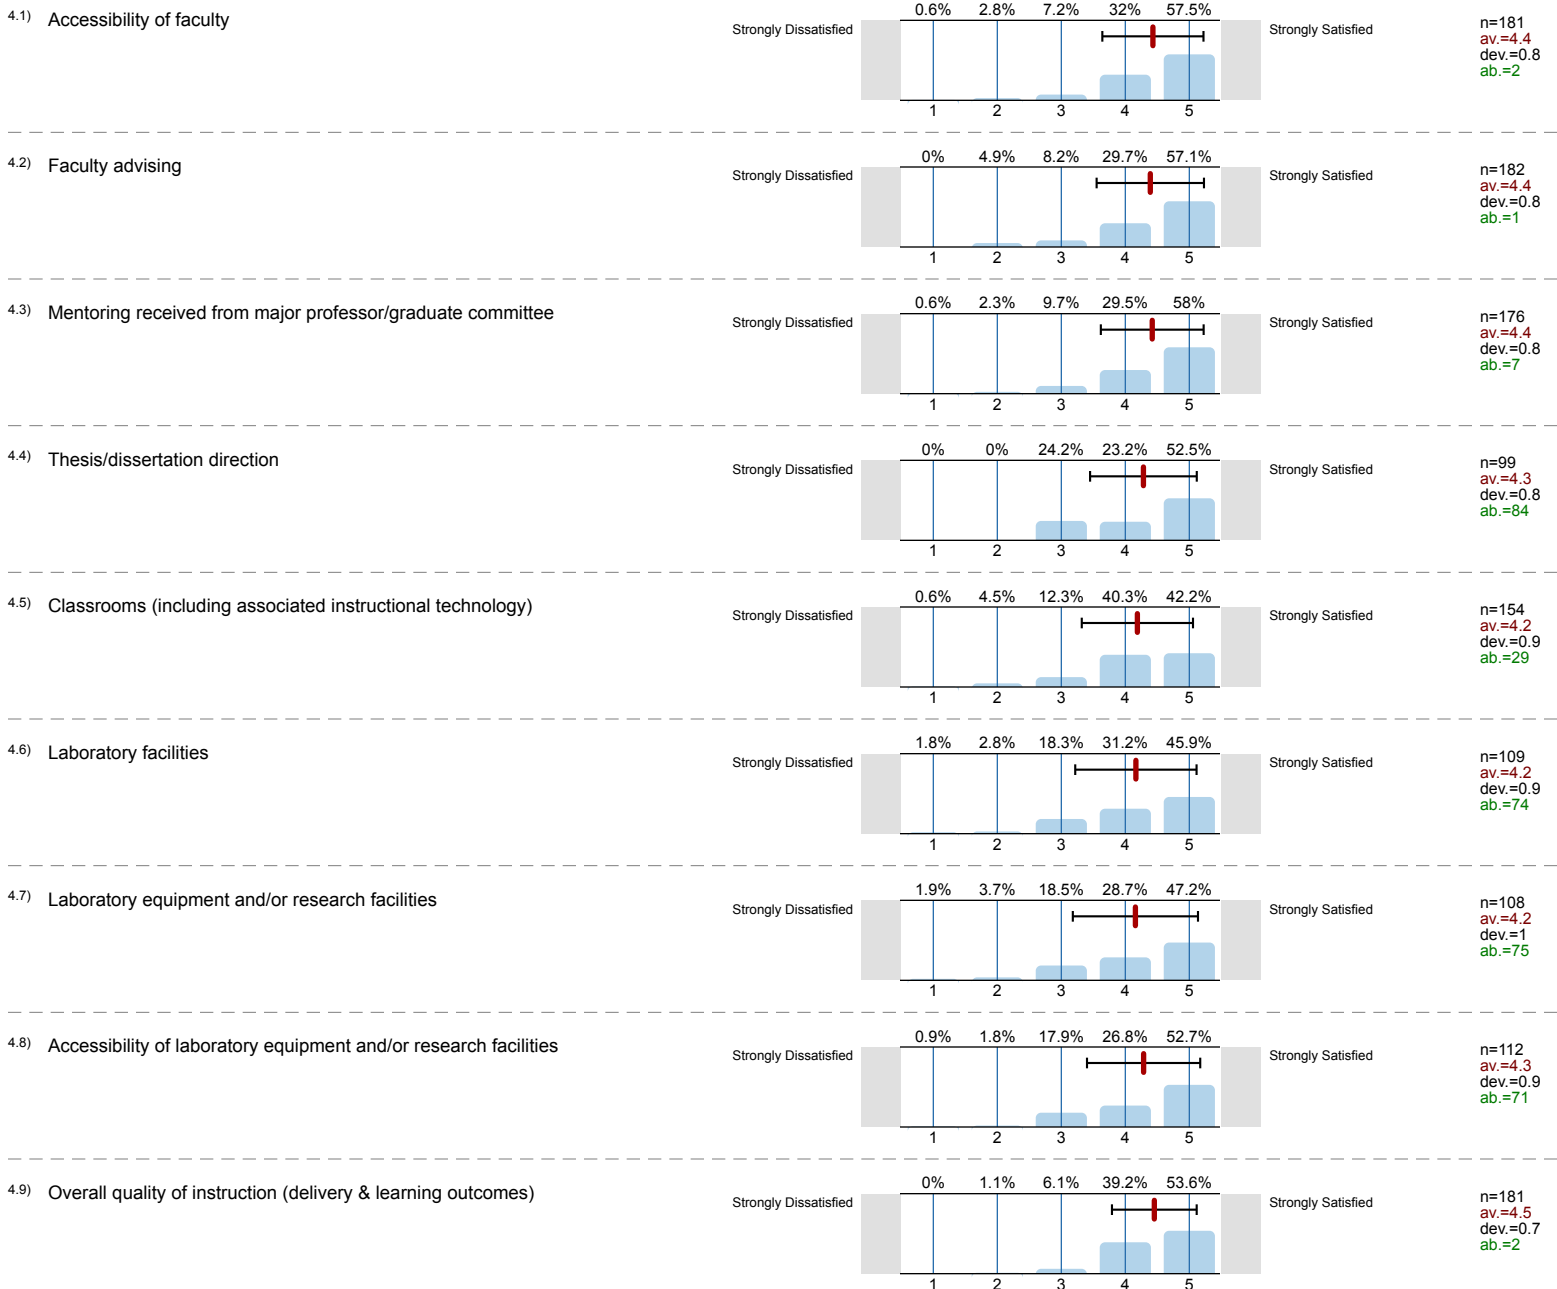 4.1) Accessibility of faculty
0.6% 2.8% 7.2% 32% 57.5%
Strongly Dissatisfied
Strongly Satisfied
n=181
av.=4.4
dev.=0.8
ab.=2
1 2 3 4 5
4.2) Faculty advising
0% 4.9% 8.2% 29.7% 57.1%
Strongly Dissatisfied
Strongly Satisfied
n=182
av.=4.4
dev.=0.8
ab.=1
1 2 3 4 5
4.3) Mentoring received from major professor/graduate committee
0.6% 2.3% 9.7% 29.5% 58%
Strongly Dissatisfied
Strongly Satisfied
n=176
av.=4.4
dev.=0.8
ab.=7
1 2 3 4 5
4.4) Thesis/dissertation direction
0% 0% 24.2% 23.2% 52.5%
Strongly Dissatisfied
Strongly Satisfied
n=99
av.=4.3
dev.=0.8
ab.=84
1 2 3 4 5
4.5) Classrooms (including associated instructional technology)
0.6% 4.5% 12.3% 40.3% 42.2%
Strongly Dissatisfied
Strongly Satisfied
n=154
av.=4.2
dev.=0.9
ab.=29
1 2 3 4 5
4.6) Laboratory facilities
1.8% 2.8% 18.3% 31.2% 45.9%
Strongly Dissatisfied
Strongly Satisfied
n=109
av.=4.2
dev.=0.9
ab.=74
1 2 3 4 5
4.7) Laboratory equipment and/or research facilities
1.9% 3.7% 18.5% 28.7% 47.2%
Strongly Dissatisfied
Strongly Satisfied
n=108
av.=4.2
dev.=1
ab.=75
1 2 3 4 5
4.8) Accessibility of laboratory equipment and/or research facilities
0.9% 1.8% 17.9% 26.8% 52.7%
Strongly Dissatisfied
Strongly Satisfied
n=112
av.=4.3
dev.=0.9
ab.=71
1 2 3 4 5
4.9) Overall quality of instruction (delivery & learning outcomes)
0% 1.1% 6.1% 39.2% 53.6%
Strongly Dissatisfied
Strongly Satisfied
n=181
av.=4.5
dev.=0.7
ab.=2
1 2 3 4 5